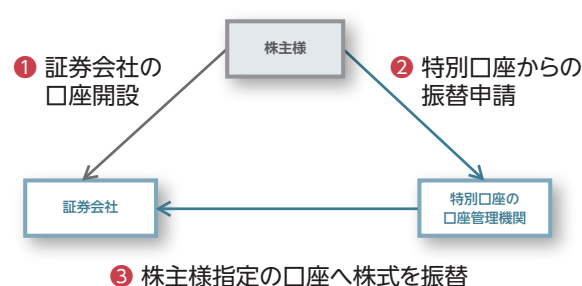 株主様
❶ 証券会社の
口座開設
❷ 特別口座からの
振替申請
証券会社
特別口座の
口座管理機関
❸ 株主様指定の口座へ株式を振替